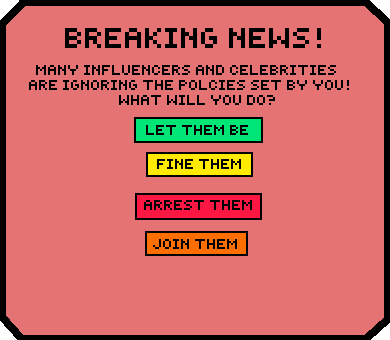 BREAKING NEWS!
MANY INFLUENCERS AND CELEBRITIES
ARE IGNORING THE POLCIES SET BY YOU!
WHAT WILL YOU DO?
LET THEM BE
FINE THEM
ARREST THEM
JOIN THEM